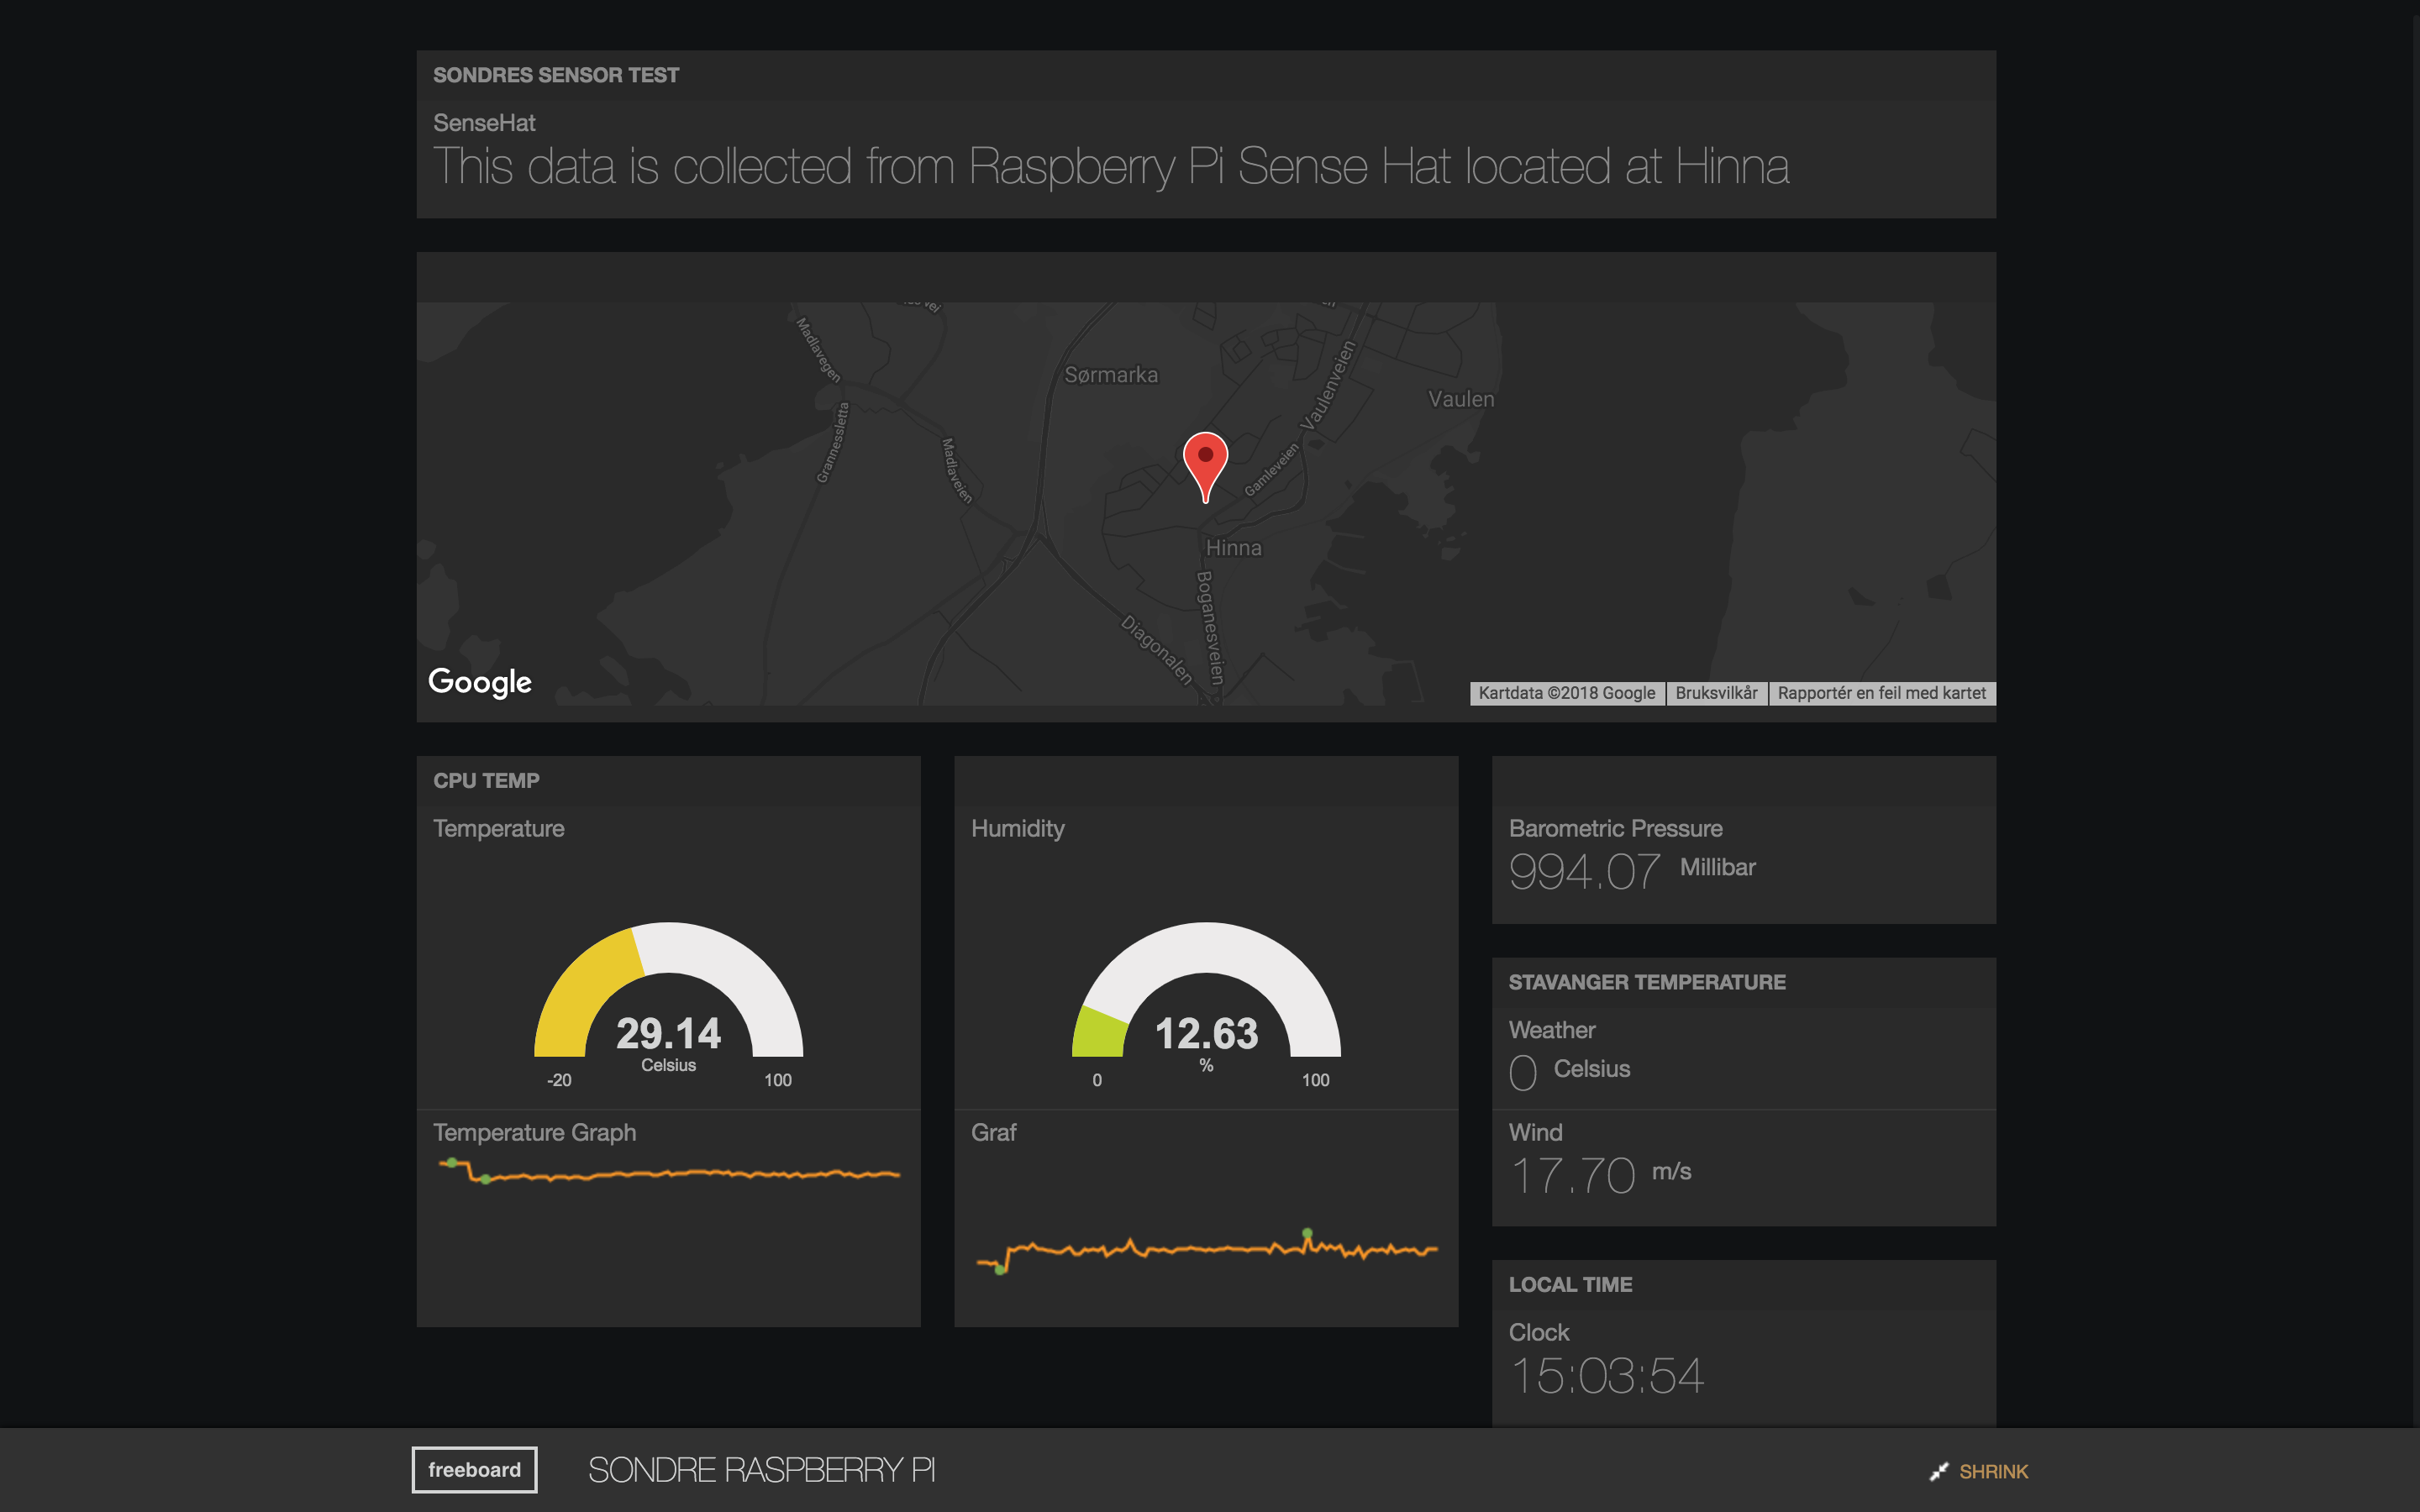 SONDRES SENSOR TEST
SenseHat
This data is collected from Raspberry Pi Sense Hat located at Hinna
Madlavegen
Sørmarka
Vaulenveien
Vaulen
Grannessletta
Madlaveien
Gamleveien
Hinna
Boganesveien
Diagonalen
Google
Kartdata ©2018 Google
Bruksvilkår
Rapportér en feil med kartet
CPU TEMP
Temperature
29.14
Celsius
-20
100
Temperature Graph
Humidity
12.63
%
0
100
Graf
Barometric Pressure
994.07 Millibar
STAVANGER TEMPERATURE
Weather
0 Celsius
Wind
17.70 m/s
LOCAL TIME
Clock
15:03:54
freeboard
SONDRE RASPBERRY PI
SHRINK